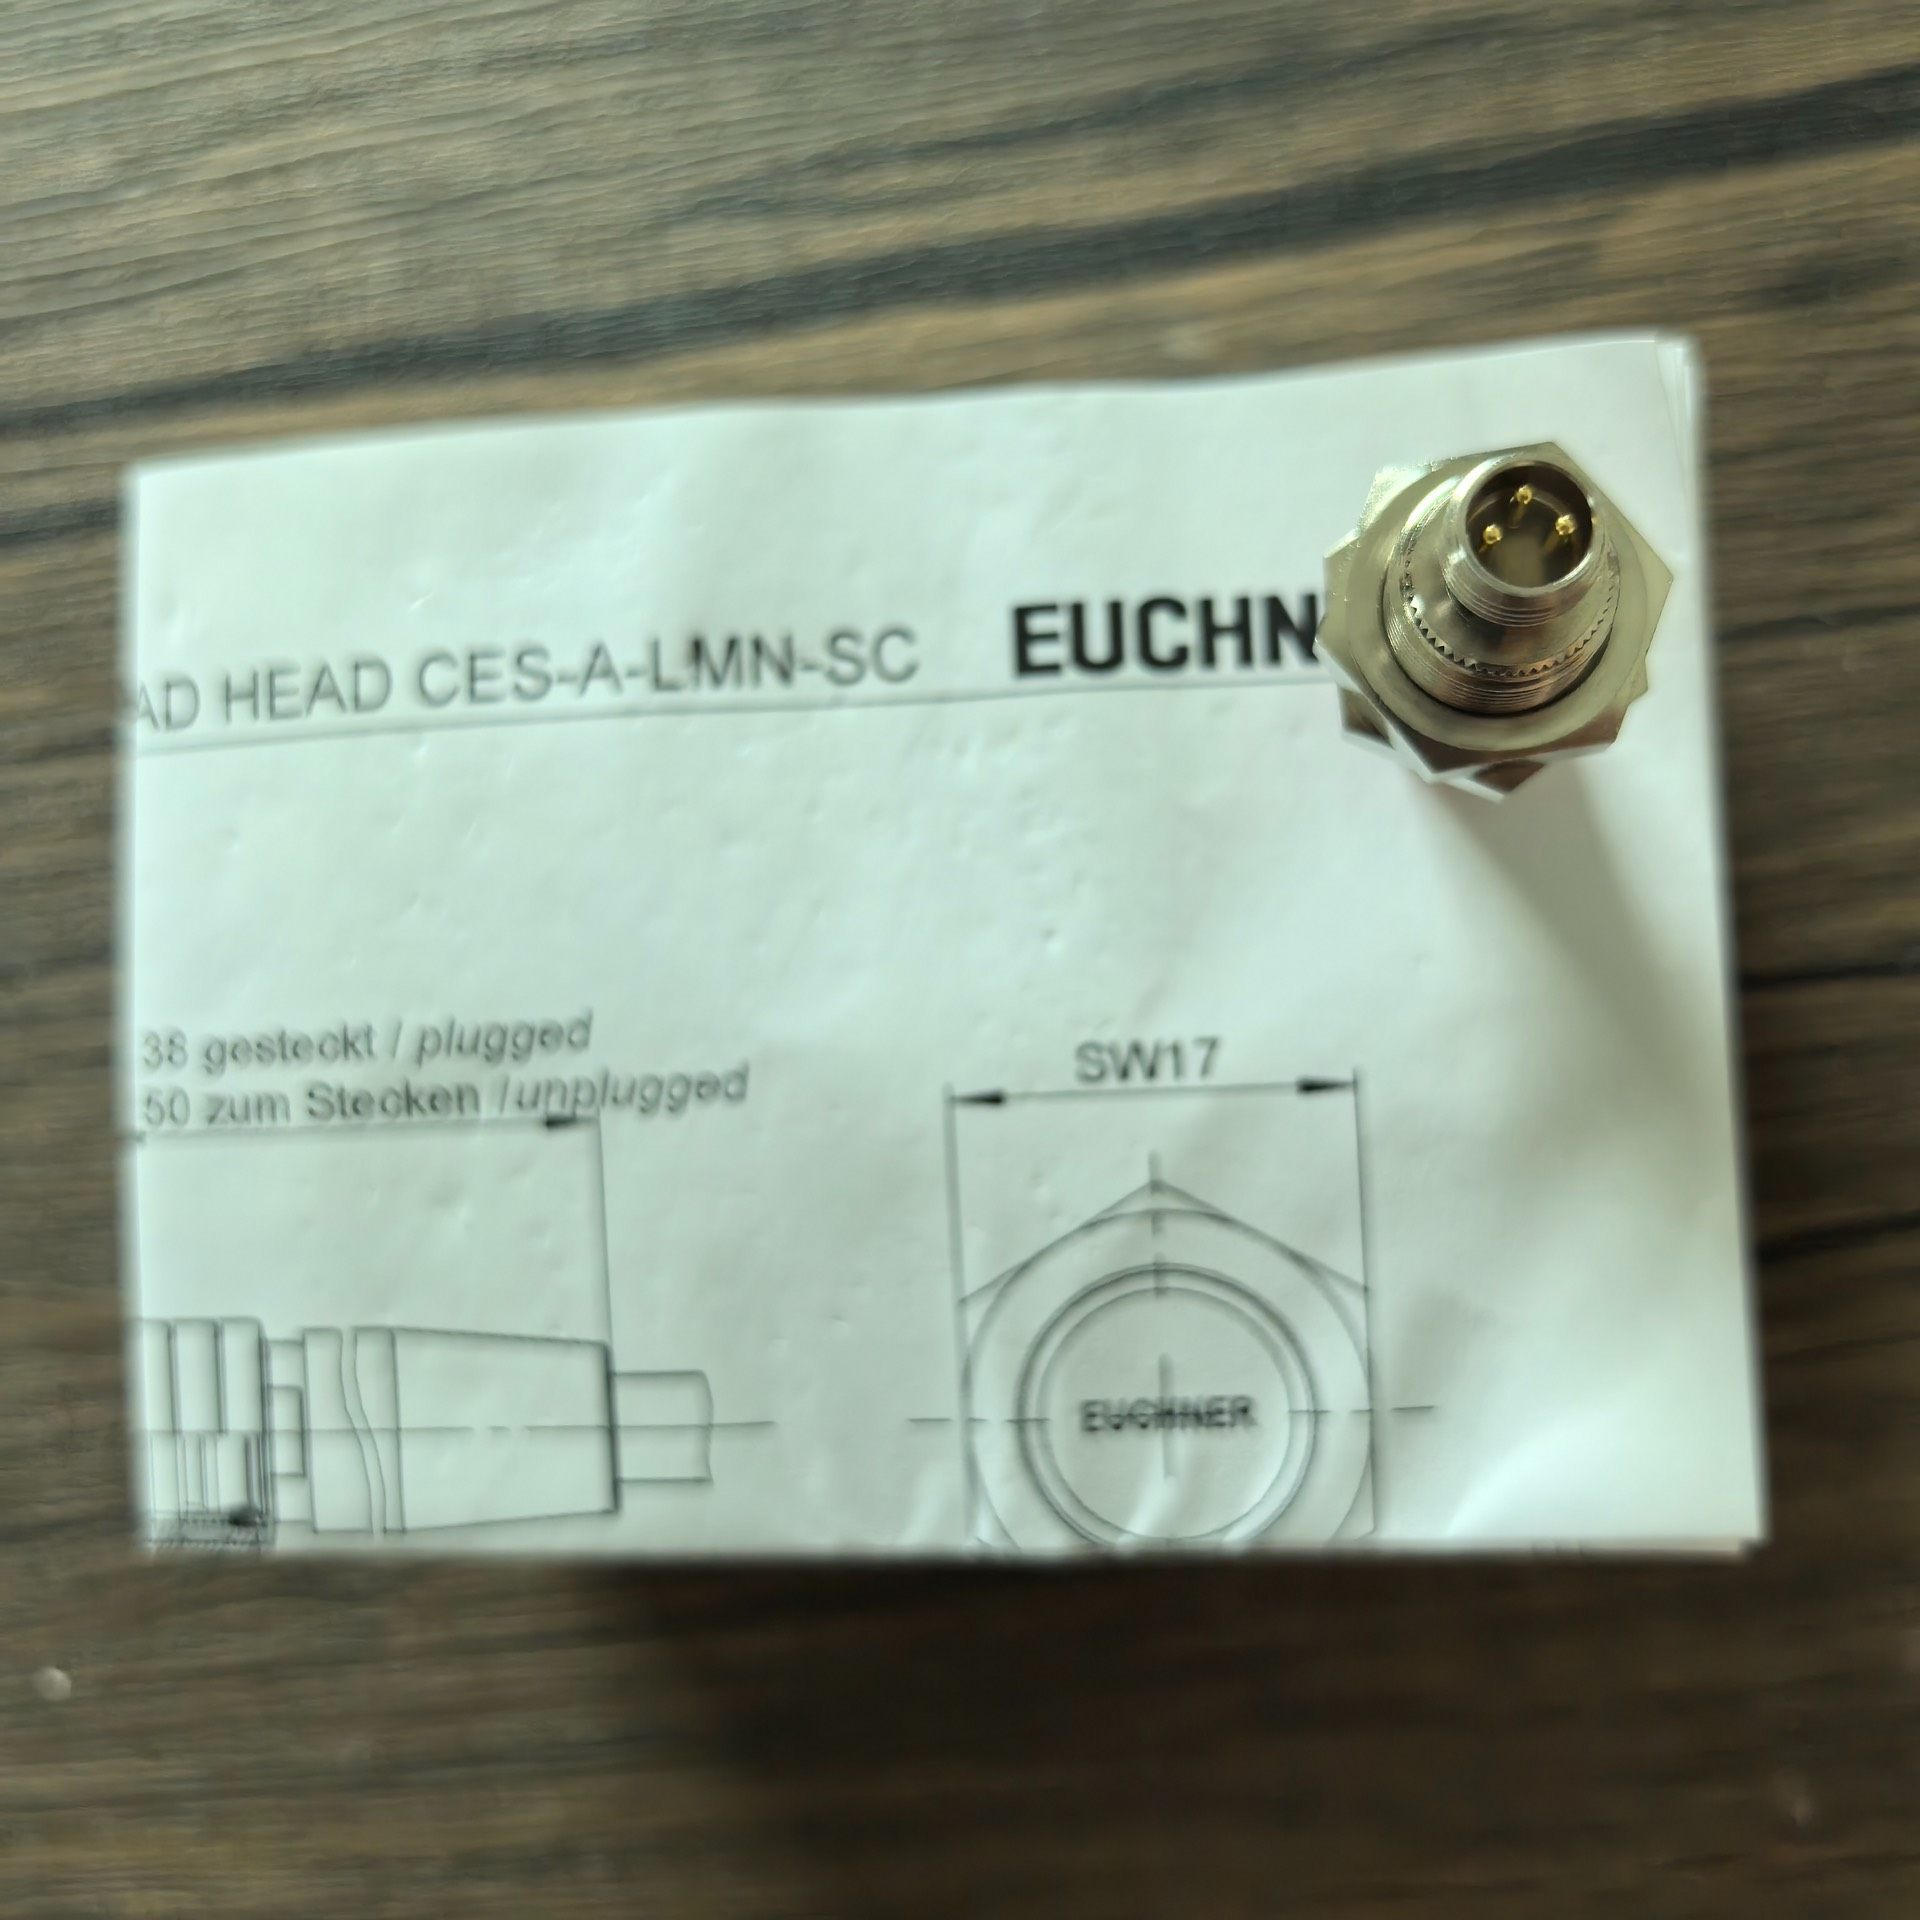 AD HEAD CES-A-LMN-SC EUCHN
38 gesteckt / plugged
50 zum Stecken / unplugged
SW17
EUCHNER